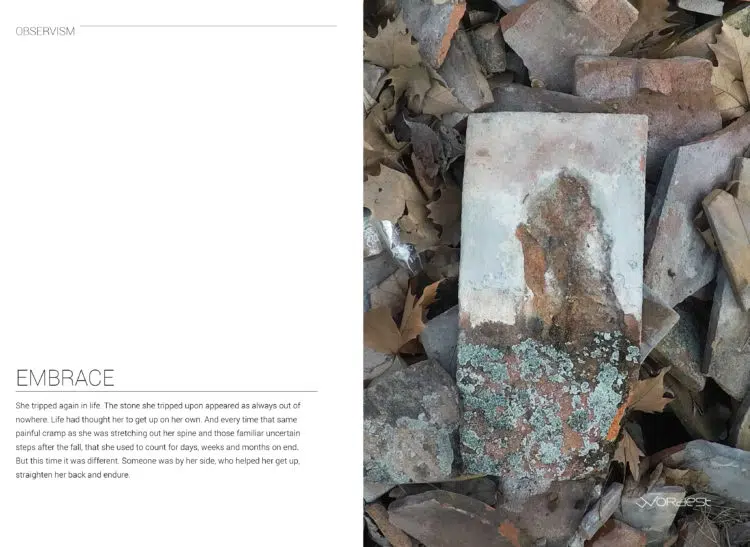 OBSERVISM
EMBRACE
She tripped again in life. The stone she tripped upon appeared as always out of
nowhere. Life had thought her to get up on her own. And every time that same
painful cramp as she was stretching out her spine and those familiar uncertain
steps after the fall, that she used to count for days, weeks and months on end.
But this time it was different. Someone was by her side, who helped her get up,
straighten her back and endure.